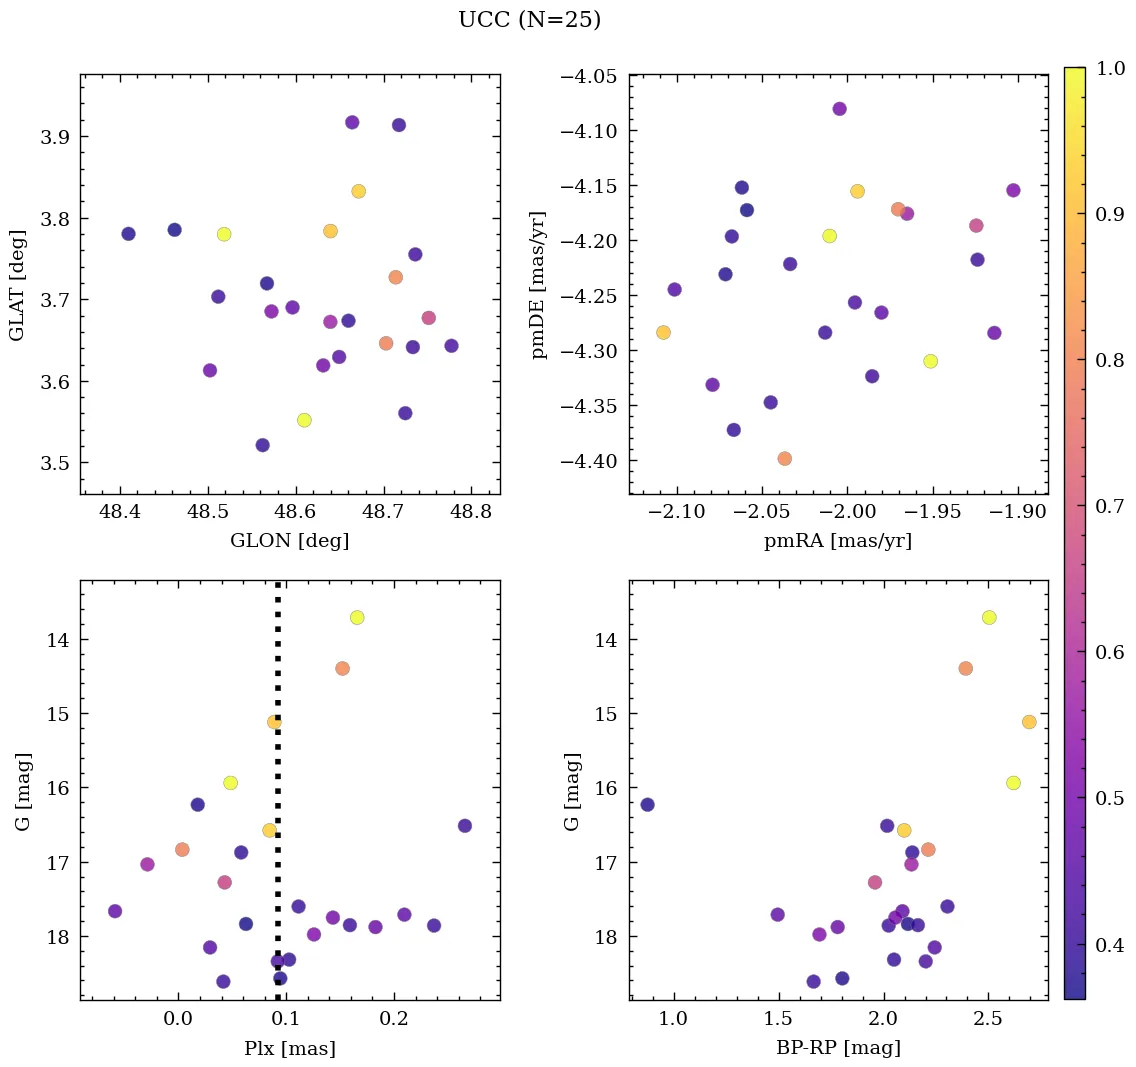 UCC (N=25)
3.9
3.8
3.7
3.6
3.5
GLAT [deg]
48.4 48.5 48.6 48.7 48.8
GLON [deg]
−4.05
−4.10
−4.15
−4.20
−4.25
−4.30
−4.35
−4.40
pmDE [mas/yr]
−2.10 −2.05 −2.00 −1.95 −1.90
pmRA [mas/yr]
14
15
16
17
18
G [mag]
0.0 0.1 0.2
Plx [mas]
14
15
16
17
18
G [mag]
1.0 1.5 2.0 2.5
BP-RP [mag]
1.0
0.9
0.8
0.7
0.6
0.5
0.4